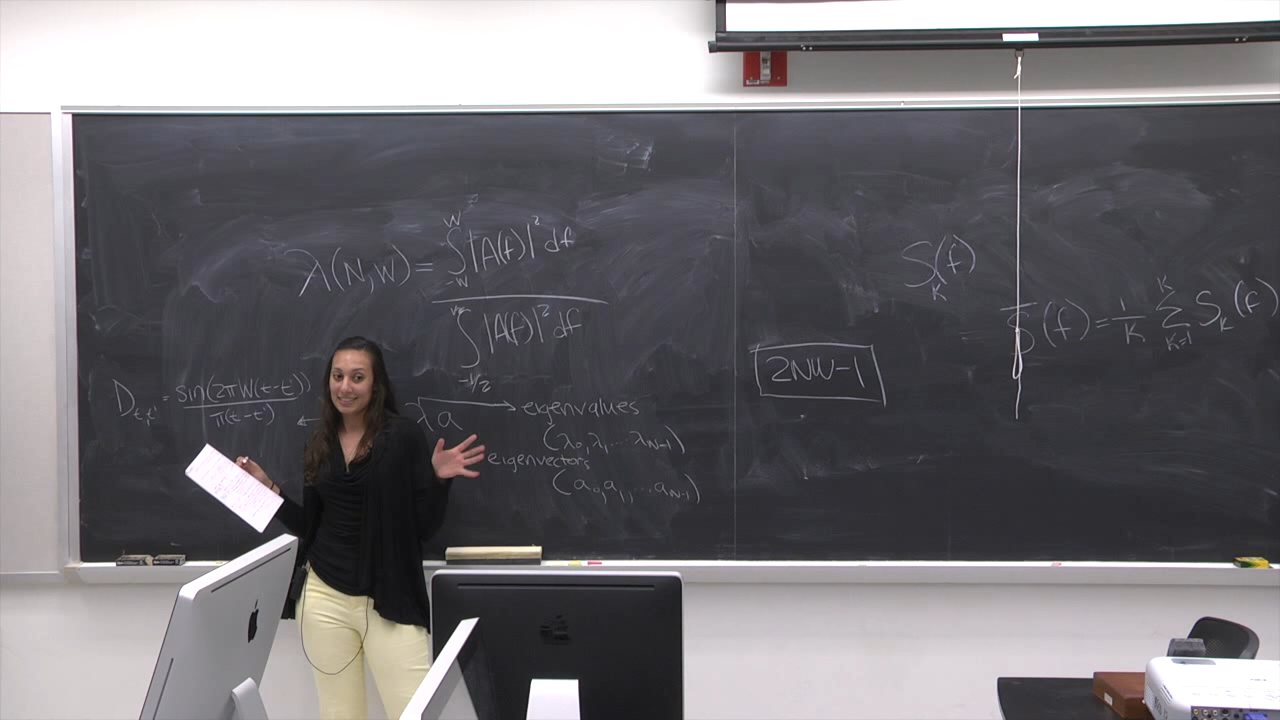 λ(N,W) = ∫_{-W}^{W} |A(f)|² df / ∫_{-1/2}^{1/2} |A(f)|² df
D_{t,t'} = sin(2πW(t-t')) / π(t-t') ←
λa → eigenvalues
(λ₀, λ₁, ... λ_{N-1})
eigenvectors
(a₀, a₁, ... a_{N-1})
2NW-1
S_K(f)
= S̅(f) = 1/K Σ_{K=1}^{K} S_K(f)